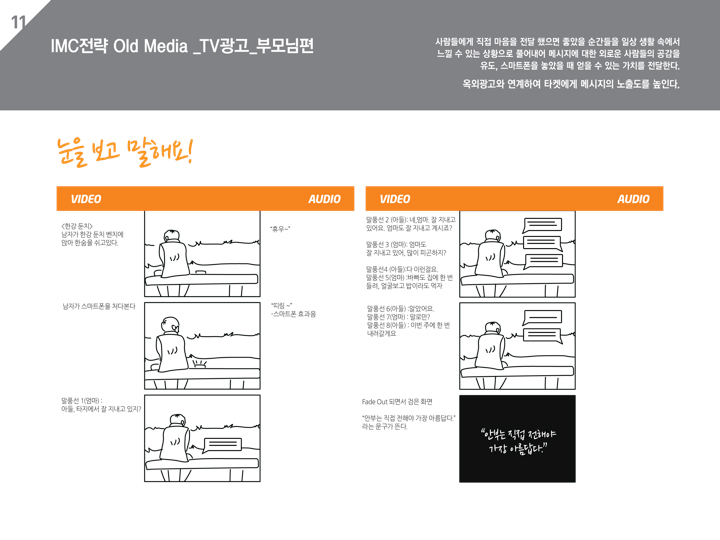 11
IMC전략 Old Media _TV광고_부모님편
사람들에게 직접 마음을 전달 했으면 좋았을 순간들을 일상 생활 속에서
느낄 수 있는 상황으로 풀어내어 메시지에 대한 외로운 사람들의 공감을
유도, 스마트폰을 놓았을 때 얻을 수 있는 가치를 전달한다.
옥외광고와 연계하여 타켓에게 메시지의 노출도를 높인다.
눈을 보고 말해요!
VIDEO AUDIO
<한강 둔치>
남자가 한강 둔치 벤치에
앉아 한숨을 쉬고있다.
"휴우~"
남자가 스마트폰을 쳐다본다
"띠링 ~"
-스마트폰 효과음
말풍선 1(엄마) :
아들, 타지에서 잘 지내고 있지?
VIDEO AUDIO
말풍선 2 (아들): 네,엄마. 잘 지내고
있어요. 엄마도 잘 지내고 계시죠?
말풍선 3 (엄마): 엄마도
잘 지내고 있어, 많이 피곤하지?
말풍선4 (아들):다 이런걸요.
말풍선 5(엄마) :바빠도 집에 한 번
들려, 얼굴보고 밥이라도 먹자
말풍선 6(아들) :알았어요.
말풍선 7(엄마) : 말로만?
말풍선 8(아들) : 이번 주에 한 번
내려갈게요
Fade Out 되면서 검은 화면
"안부는 직접 전해야 가장 아름답다."
라는 문구가 뜬다.
"안부는 직접 전해야
가장 아름답다."